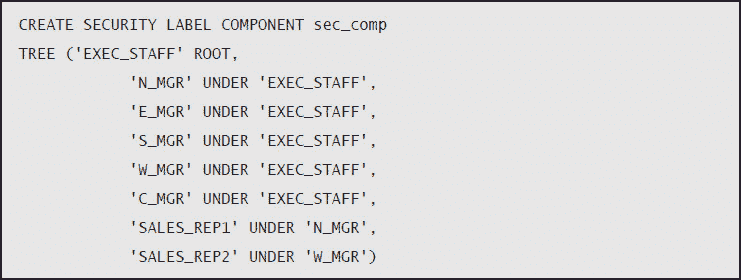 CREATE SECURITY LABEL COMPONENT sec_comp
TREE ('EXEC_STAFF' ROOT,
'N_MGR' UNDER 'EXEC_STAFF',
'E_MGR' UNDER 'EXEC_STAFF',
'S_MGR' UNDER 'EXEC_STAFF',
'W_MGR' UNDER 'EXEC_STAFF',
'C_MGR' UNDER 'EXEC_STAFF',
'SALES_REP1' UNDER 'N_MGR',
'SALES_REP2' UNDER 'W_MGR')